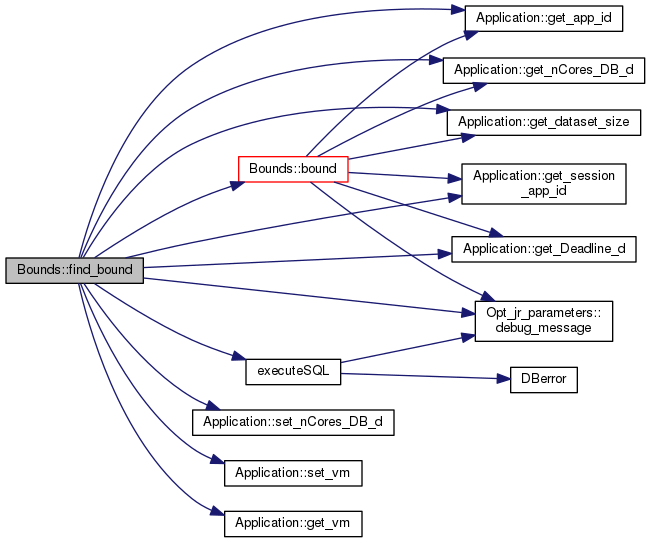 Application::get_app_id
Application::get_nCores_DB_d
Application::get_dataset_size
Bounds::bound
Application::get_session
_app_id
Application::get_Deadline_d
Bounds::find_bound
Opt_jr_parameters::
debug_message
executeSQL
DBerror
Application::set_nCores_DB_d
Application::set_vm
Application::get_vm